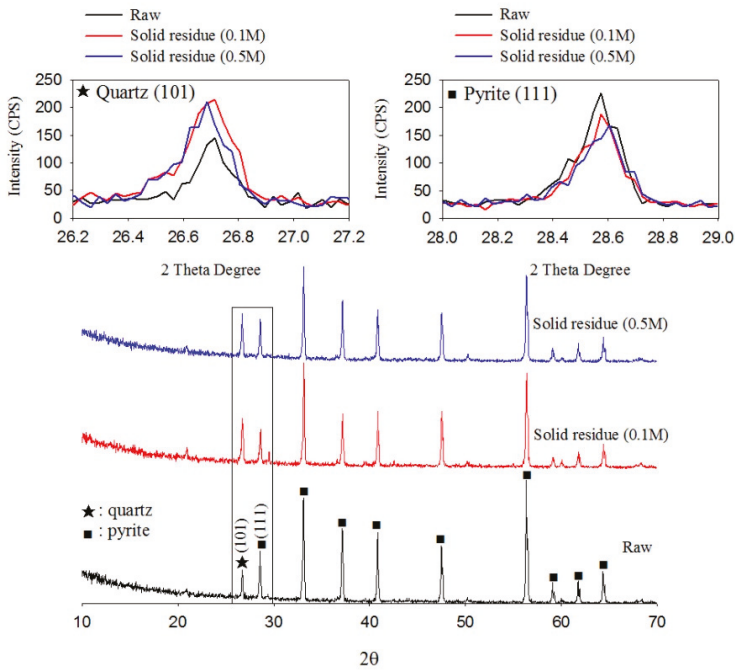 Raw
Solid residue (0.1M)
Solid residue (0.5M)
Raw
Solid residue (0.1M)
Solid residue (0.5M)
Intensity (CPS)
250
200
150
100
50
0
★ Quartz (101)
26.2 26.4 26.6 26.8 27.0 27.2
2 Theta Degree
Intensity (CPS)
250
200
150
100
50
0
■ Pyrite (111)
28.0 28.2 28.4 28.6 28.8 29.0
2 Theta Degree
Solid residue (0.5M)
Solid residue (0.1M)
★ : quartz
■ : pyrite
(101)
(111)
Raw
10 20 30 40 50 60 70
2θ